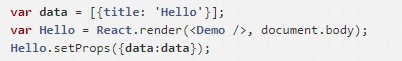 var data = [{title: 'Hello'}];
var Hello = React.render(<Demo />, document.body);
Hello.setProps({data:data});